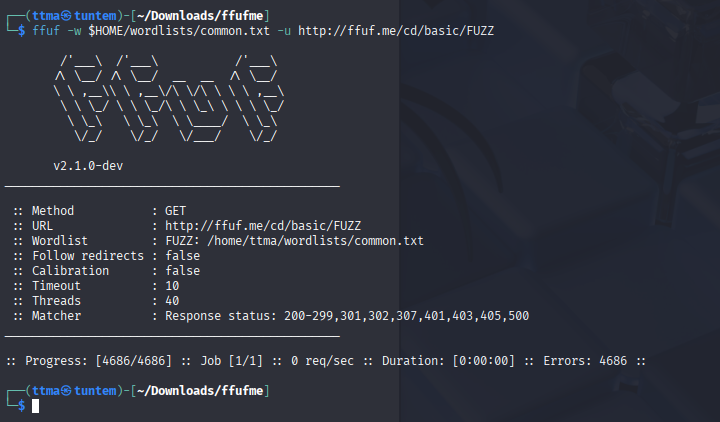 ┌──(ttma㉿tuntem)-[~/Downloads/ffufme]
└─$ ffuf -w $HOME/wordlists/common.txt -u http://ffuf.me/cd/basic/FUZZ

        /'___\  /'___\           /'___\
       /\ \__/ /\ \__/  __  __  /\ \__/
       \ \ ,__\\ \ ,__\/\ \/\ \ \ \ ,__\
        \ \ \_/ \ \ \_/\ \ \_\ \ \ \ \_/
         \ \_\   \ \_\  \ \____/  \ \_\
          \/_/    \/_/   \/___/    \/_/

       v2.1.0-dev
________________________________________________

 :: Method           : GET
 :: URL              : http://ffuf.me/cd/basic/FUZZ
 :: Wordlist         : FUZZ: /home/ttma/wordlists/common.txt
 :: Follow redirects : false
 :: Calibration      : false
 :: Timeout          : 10
 :: Threads          : 40
 :: Matcher          : Response status: 200-299,301,302,307,401,403,405,500
________________________________________________

:: Progress: [4686/4686] :: Job [1/1] :: 0 req/sec :: Duration: [0:00:00] :: Errors: 4686 ::

┌──(ttma㉿tuntem)-[~/Downloads/ffufme]
└─$